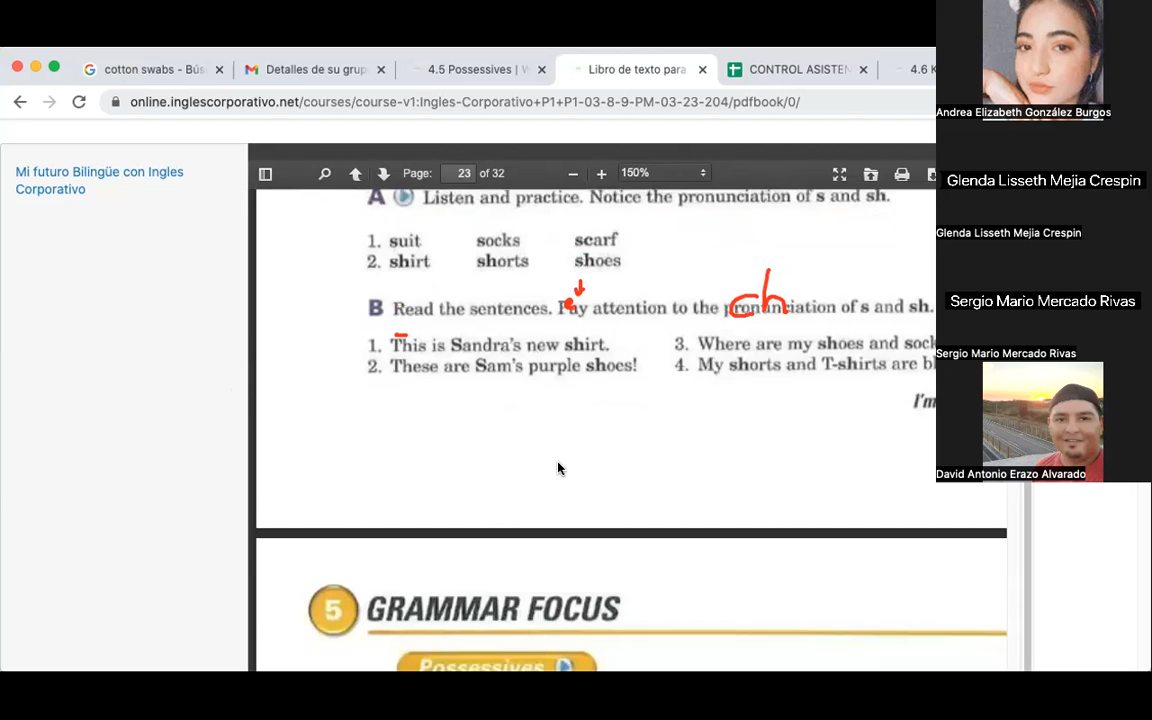 cotton swabs - Bús
Detalles de su grup
4.5 Possessives | W
Libro de texto para
CONTROL ASISTEN
4.6 K
online.inglescorporativo.net/courses/course-v1:Ingles-Corporativo+P1+P1-03-8-9-PM-03-23-204/pdfbook/0/
Mi futuro Bilingüe con Ingles
Corporativo
Page: 23 of 32
150%
A Listen and practice. Notice the pronunciation of s and sh.
1. suit socks scarf
2. shirt shorts shoes
ch
B Read the sentences. Pay attention to the pronunciation of s and sh.
1. This is Sandra's new shirt.
2. These are Sam's purple shoes!
3. Where are my shoes and sock
4. My shorts and T-shirts are bl
I'm
5 GRAMMAR FOCUS
Possessives
Andrea Elizabeth González Burgos
Glenda Lisseth Mejia Crespin
Glenda Lisseth Mejia Crespin
Sergio Mario Mercado Rivas
Sergio Mario Mercado Rivas
David Antonio Erazo Alvarado